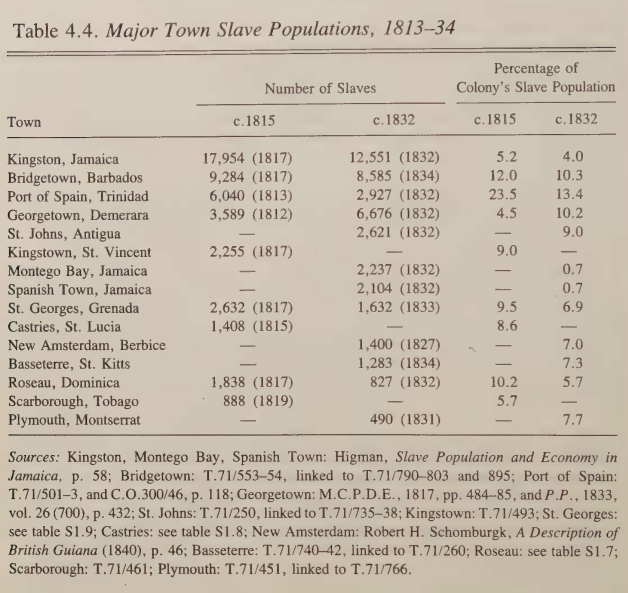 Table 4.4. Major Town Slave Populations, 1813–34
Percentage of
Number of Slaves Colony's Slave Population
Town c.1815 c.1832 c.1815 c.1832
Kingston, Jamaica 17,954 (1817) 12,551 (1832) 5.2 4.0
Bridgetown, Barbados 9,284 (1817) 8,585 (1834) 12.0 10.3
Port of Spain, Trinidad 6,040 (1813) 2,927 (1832) 23.5 13.4
Georgetown, Demerara 3,589 (1812) 6,676 (1832) 4.5 10.2
St. Johns, Antigua — 2,621 (1832) — 9.0
Kingstown, St. Vincent 2,255 (1817) — 9.0 —
Montego Bay, Jamaica — 2,237 (1832) — 0.7
Spanish Town, Jamaica — 2,104 (1832) — 0.7
St. Georges, Grenada 2,632 (1817) 1,632 (1833) 9.5 6.9
Castries, St. Lucia 1,408 (1815) — 8.6 —
New Amsterdam, Berbice — 1,400 (1827) — 7.0
Basseterre, St. Kitts — 1,283 (1834) — 7.3
Roseau, Dominica 1,838 (1817) 827 (1832) 10.2 5.7
Scarborough, Tobago 888 (1819) — 5.7 —
Plymouth, Montserrat — 490 (1831) — 7.7
Sources: Kingston, Montego Bay, Spanish Town: Higman, Slave Population and Economy in
Jamaica, p. 58; Bridgetown: T.71/553–54, linked to T.71/790–803 and 895; Port of Spain:
T.71/501–3, and C.O.300/46, p. 118; Georgetown: M.C.P.D.E., 1817, pp. 484–85, and P.P., 1833,
vol. 26 (700), p. 432; St. Johns: T.71/250, linked to T.71/735–38; Kingstown: T.71/493; St. Georges:
see table S1.9; Castries: see table S1.8; New Amsterdam: Robert H. Schomburgk, A Description of
British Guiana (1840), p. 46; Basseterre: T.71/740–42, linked to T.71/260; Roseau: see table S1.7;
Scarborough: T.71/461; Plymouth: T.71/451, linked to T.71/766.